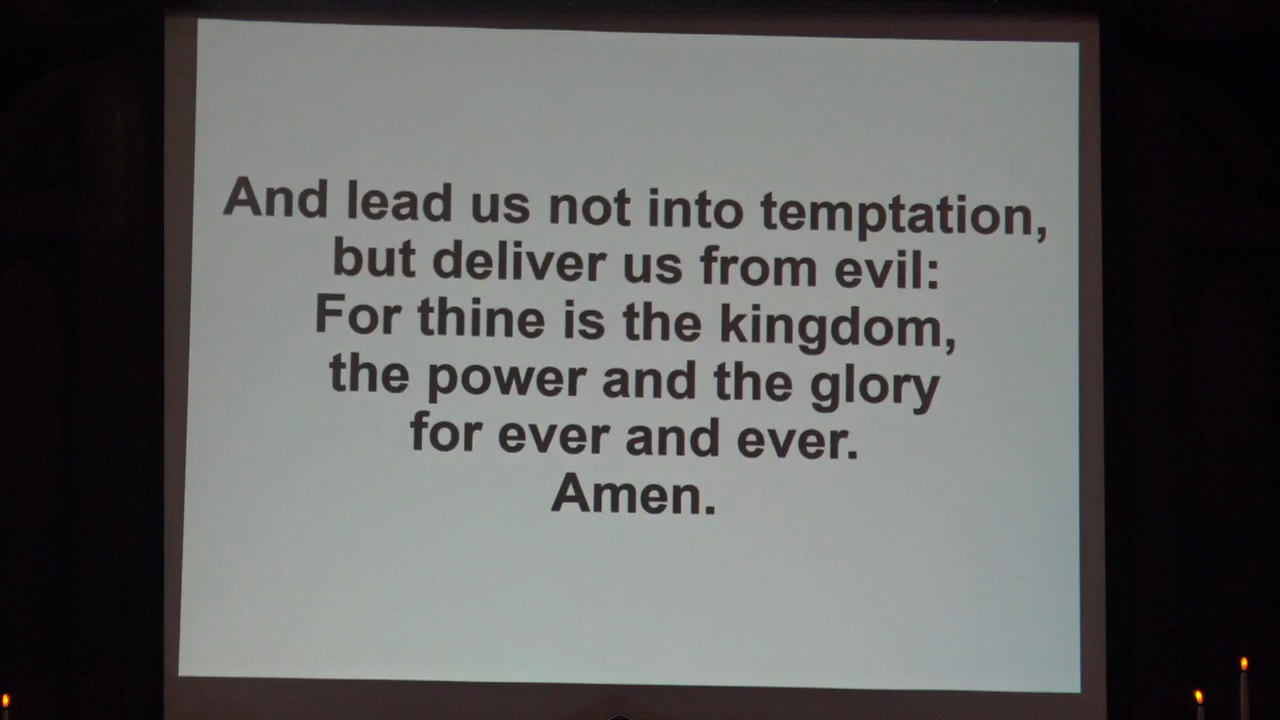 And lead us not into temptation,
but deliver us from evil:
For thine is the kingdom,
the power and the glory
for ever and ever.
Amen.